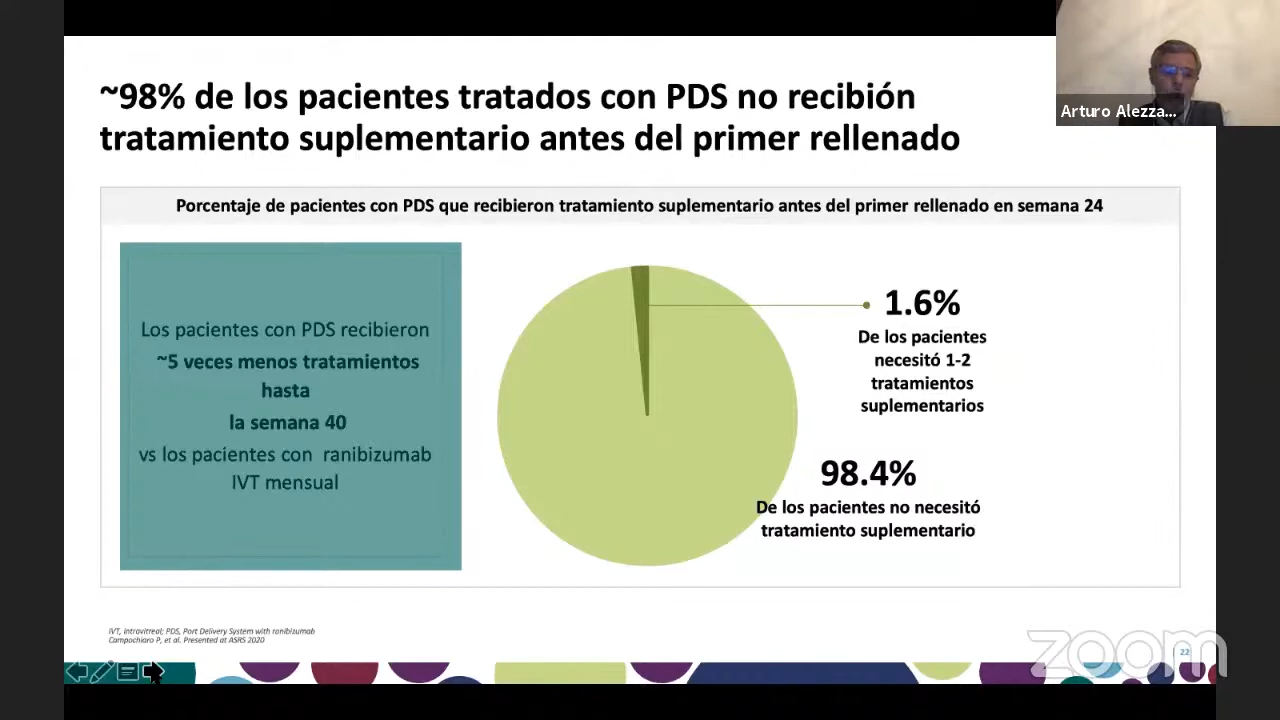 ~98% de los pacientes tratados con PDS no recibión
tratamiento suplementario antes del primer rellenado
Arturo Alezza...
Porcentaje de pacientes con PDS que recibieron tratamiento suplementario antes del primer rellenado en semana 24
Los pacientes con PDS recibieron
~5 veces menos tratamientos
hasta
la semana 40
vs los pacientes con ranibizumab
IVT mensual
1.6%
De los pacientes
necesitó 1-2
tratamientos
suplementarios
98.4%
De los pacientes no necesitó
tratamiento suplementario
IVT, Intravitreal; PDS, Port Delivery System with ranibizumab
Campochiaro P, et al. Presented at ASRS 2020
zoom
22